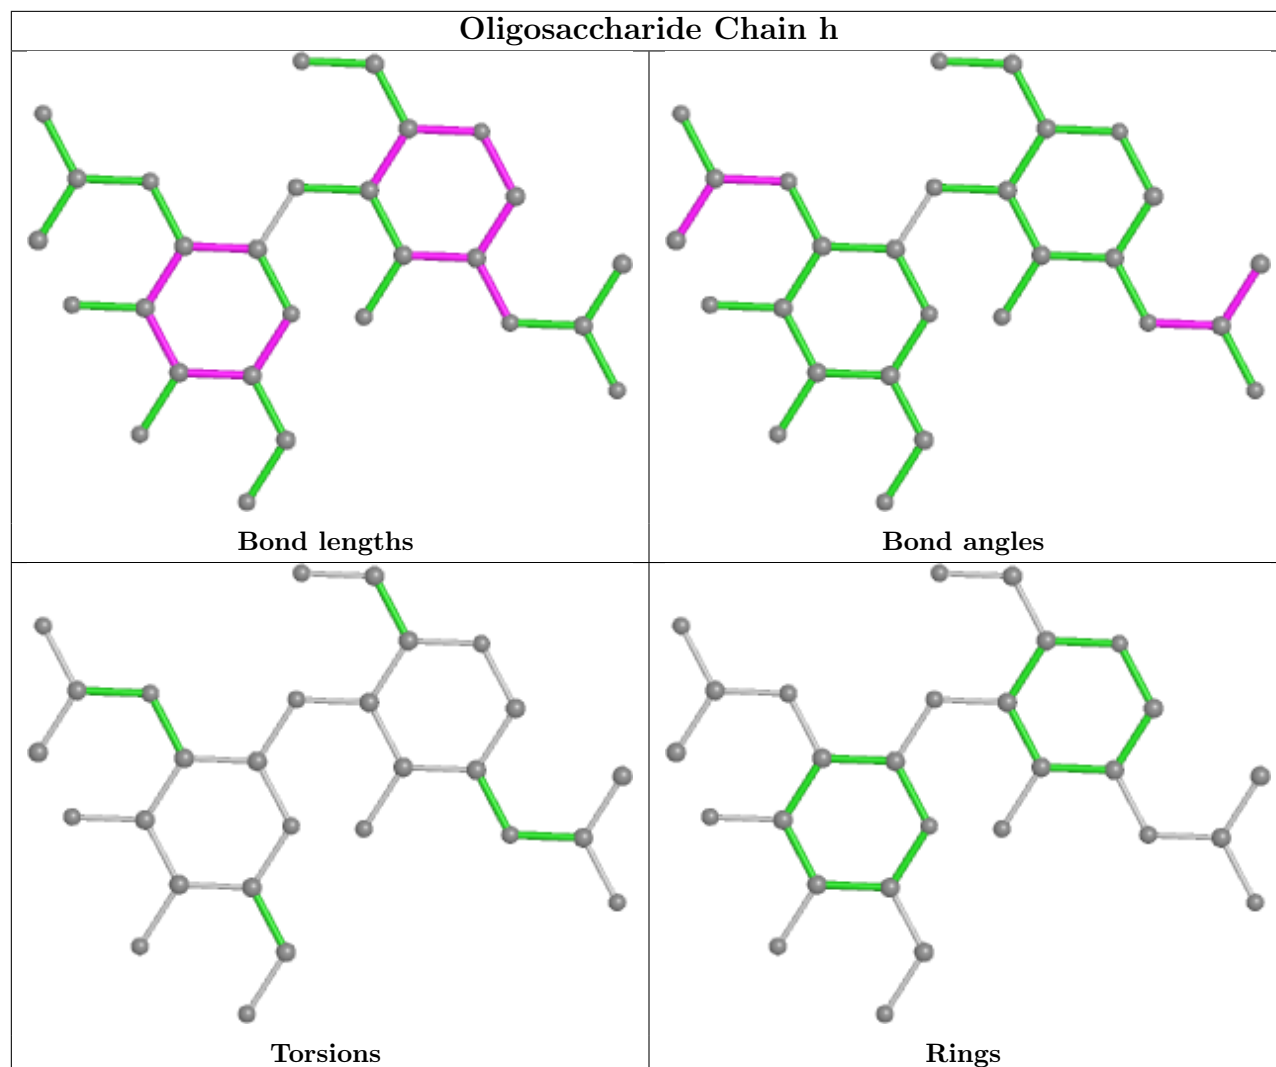 Oligosaccharide Chain h
Bond lengths
Bond angles
Torsions
Rings